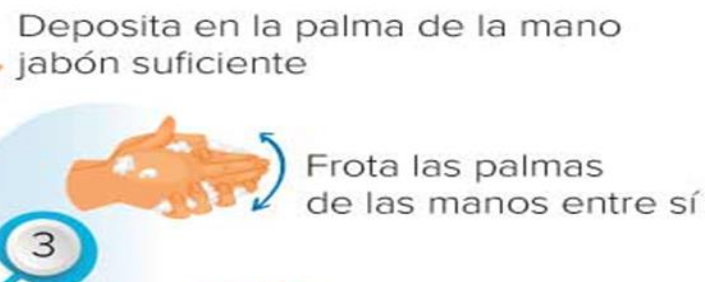 Deposita en la palma de la mano
jabón suficiente
Frota las palmas
de las manos entre sí
3